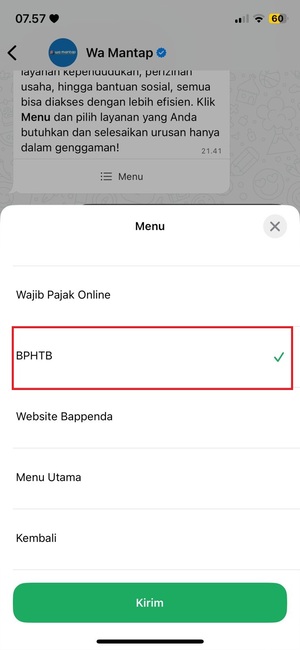 07.57
60
Wa Mantap
layanan kependudukan, perizinan
usaha, hingga bantuan sosial, semua
bisa diakses dengan lebih efisien. Klik
Menu dan pilih layanan yang Anda
butuhkan dan selesaikan urusan hanya
dalam genggaman!
21.41
Menu
Menu
Wajib Pajak Online
BPHTB
Website Bappenda
Menu Utama
Kembali
Kirim